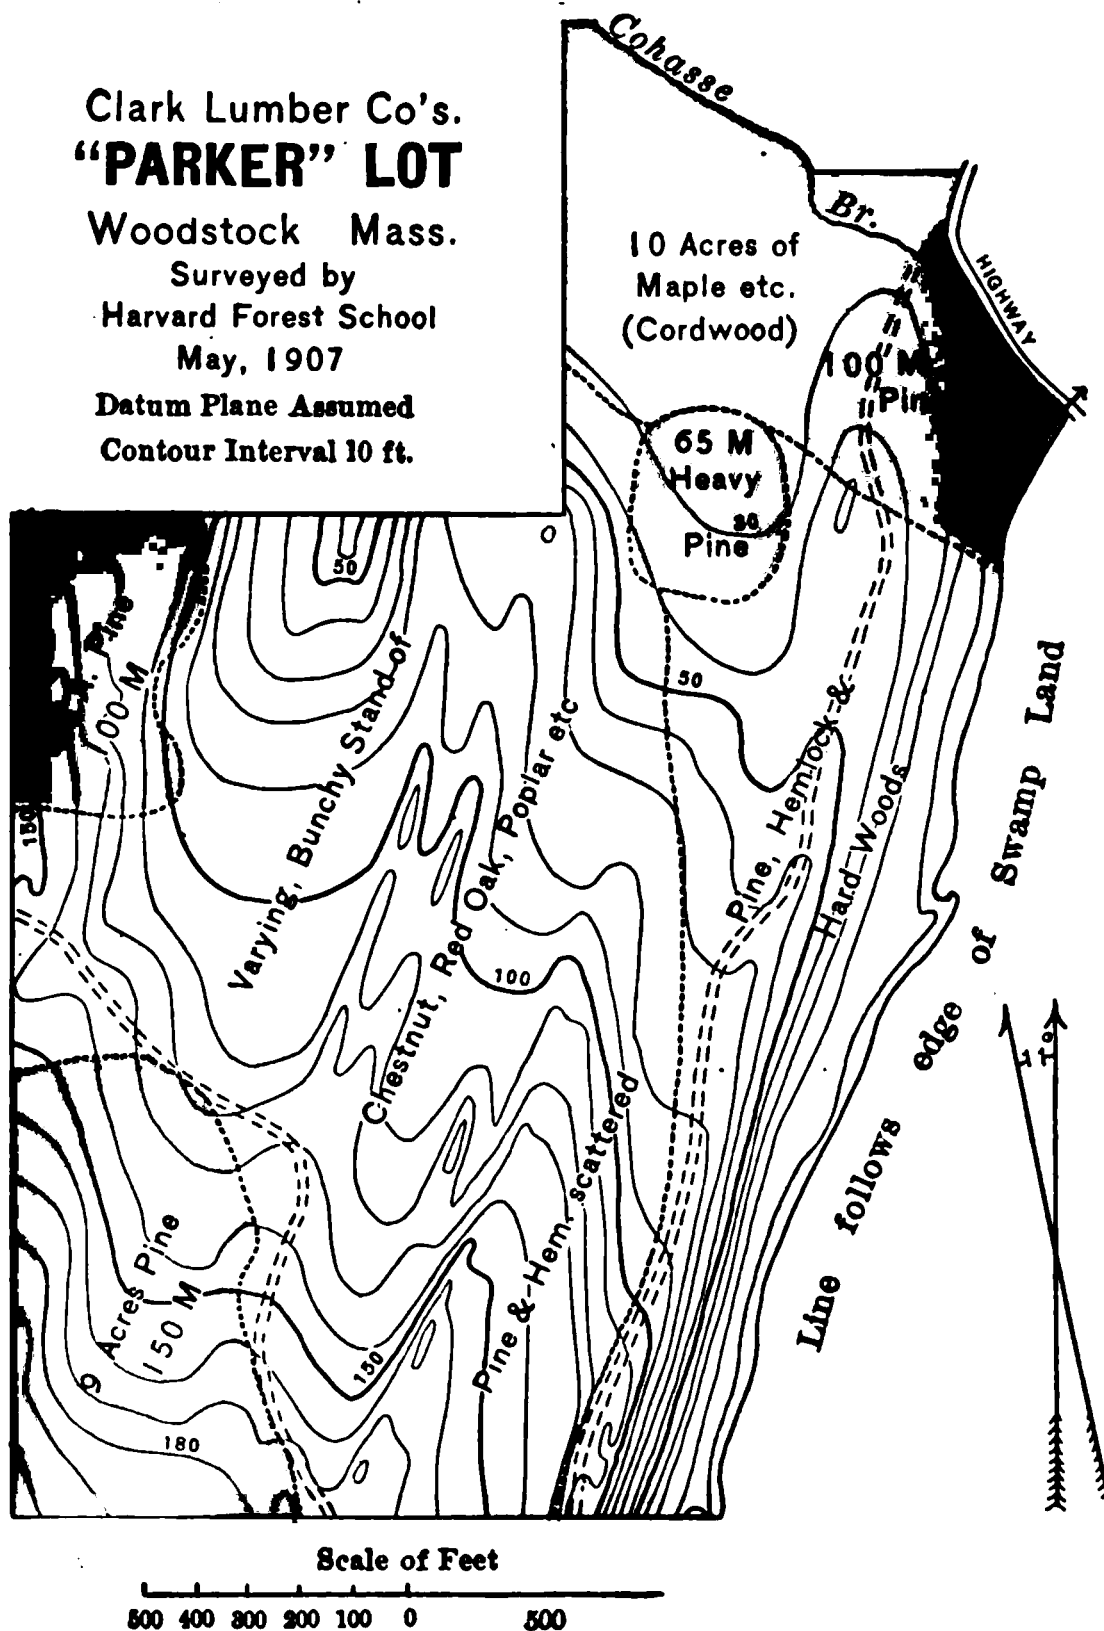 Clark Lumber Co's.
"PARKER" LOT
Woodstock Mass.
Surveyed by
Harvard Forest School
May, 1907
Datum Plane Assumed
Contour Interval 10 ft.
Cohasse
Br.
HIGHWAY
10 Acres of
Maple etc.
(Cordwood)
100 M
65 M
Heavy
30
Pine
50
50
Pine
100 M
150
Varying, Bunchy Stand of
Chestnut, Red Oak, Poplar etc
Pine, Hemlock &
Hard Woods
100
Pine & Hem. scattered
9 Acres Pine
150 M
150
180
Line follows edge of Swamp Land
Scale of Feet
500 400 300 200 100 0 500